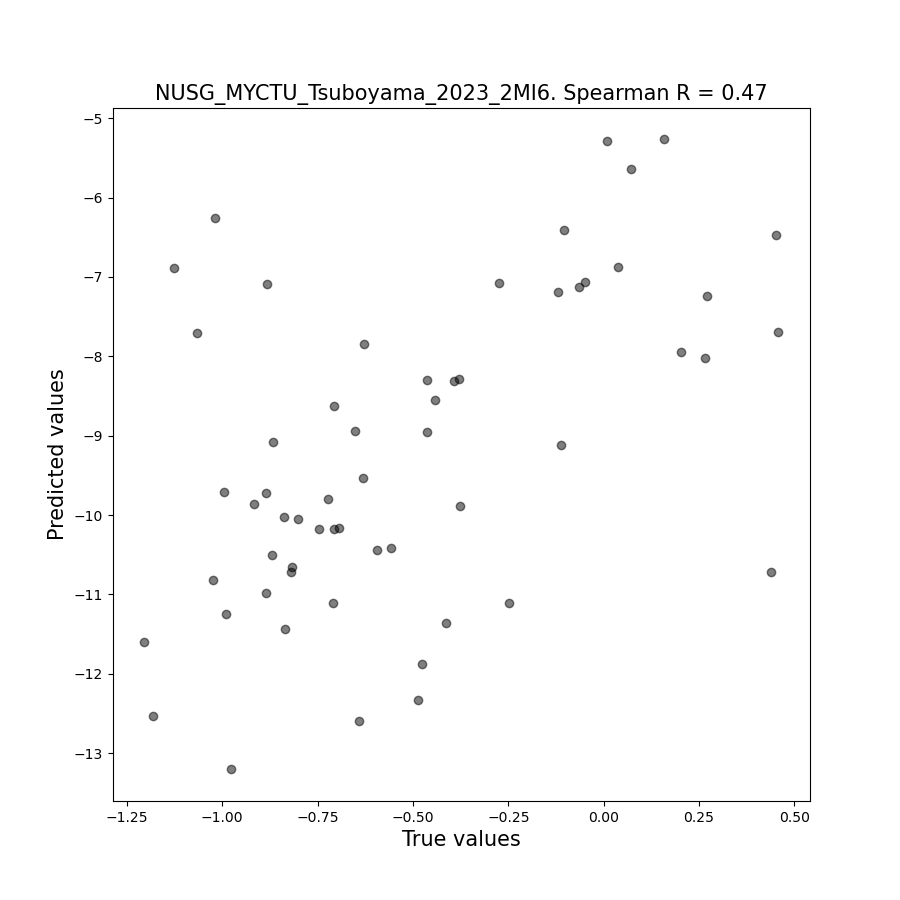 NUSG_MYCTU_Tsuboyama_2023_2MI6. Spearman R = 0.47
−5
−6
−7
−8
−9
−10
−11
−12
−13
Predicted values
−1.25 −1.00 −0.75 −0.50 −0.25 0.00 0.25 0.50
True values